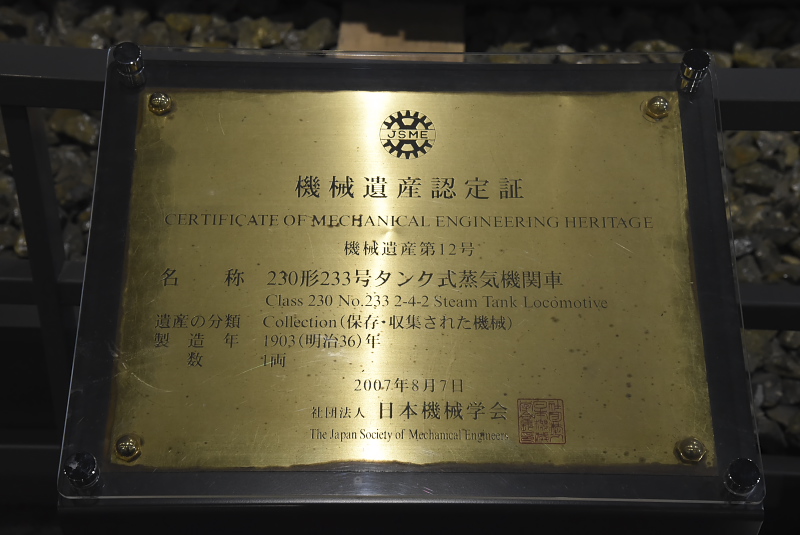 JSME
機械遺産認定証
CERTIFICATE OF MECHANICAL ENGINEERING HERITAGE
機械遺産第12号
名 称 230形233号タンク式蒸気機関車
Class 230 No.233 2-4-2 Steam Tank Locomotive
遺産の分類 Collection(保存・収集された機械)
製 造 年 1903(明治36)年
数 1両
2007年8月7日
社団法人 日本機械学会
The Japan Society of Mechanical Engineers